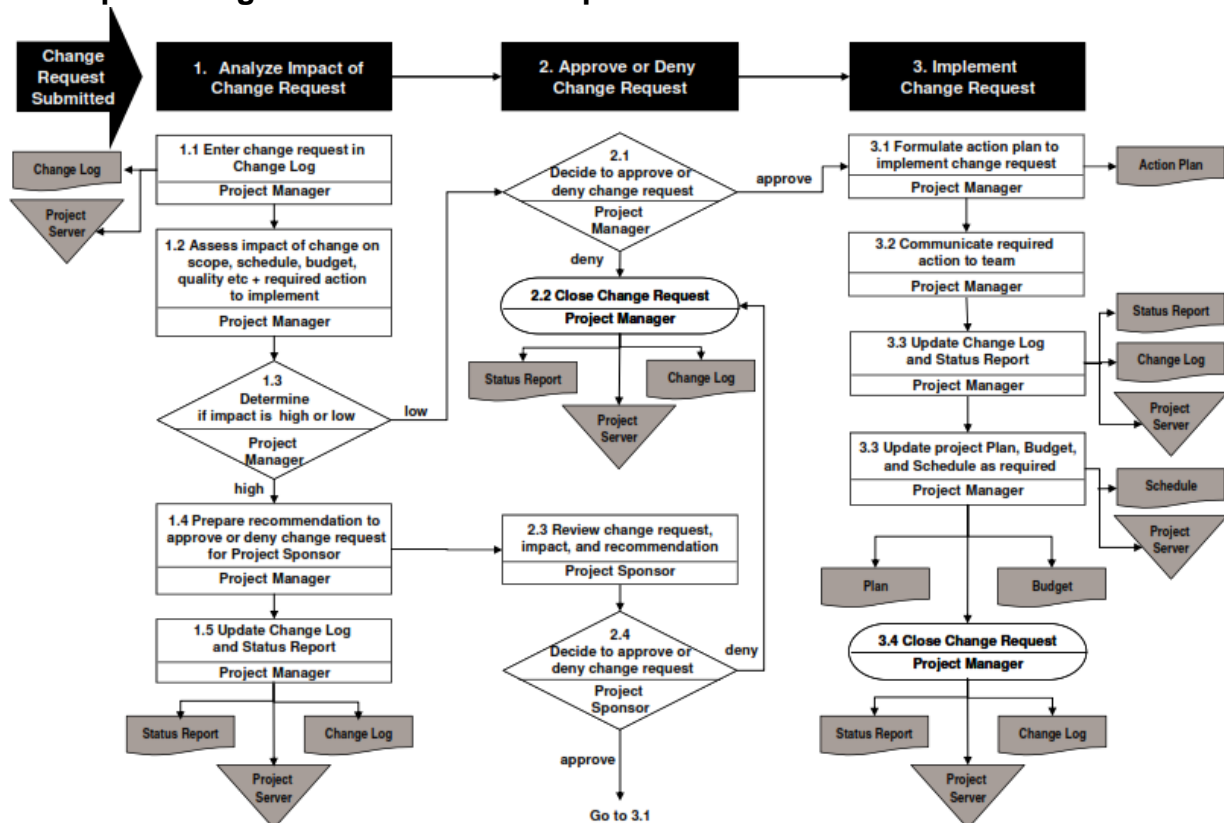 Change
Request
Submitted
1. Analyze Impact of
Change Request
2. Approve or Deny
Change Request
3. Implement
Change Request
1.1 Enter change request in
Change Log
Project Manager
Change Log
Project
Server
1.2 Assess impact of change on
scope, schedule, budget,
quality etc + required action
to implement
Project Manager
1.3
Determine
if impact is high or low
Project
Manager
low
high
1.4 Prepare recommendation to
approve or deny change request
for Project Sponsor
Project Manager
1.5 Update Change Log
and Status Report
Project Manager
Status Report
Change Log
Project
Server
2.1
Decide to approve or
deny change request
Project
Manager
approve
deny
2.2 Close Change Request
Project Manager
Status Report
Change Log
Project
Server
2.3 Review change request,
impact, and recommendation
Project Sponsor
2.4
Decide to approve or
deny change request
Project
Sponsor
deny
approve
Go to 3.1
3.1 Formulate action plan to
implement change request
Project Manager
Action Plan
3.2 Communicate required
action to team
Project Manager
3.3 Update Change Log
and Status Report
Project Manager
Status Report
Change Log
Project
Server
3.3 Update project Plan, Budget,
and Schedule as required
Project Manager
Schedule
Project
Server
Plan
Budget
3.4 Close Change Request
Project Manager
Status Report
Change Log
Project
Server